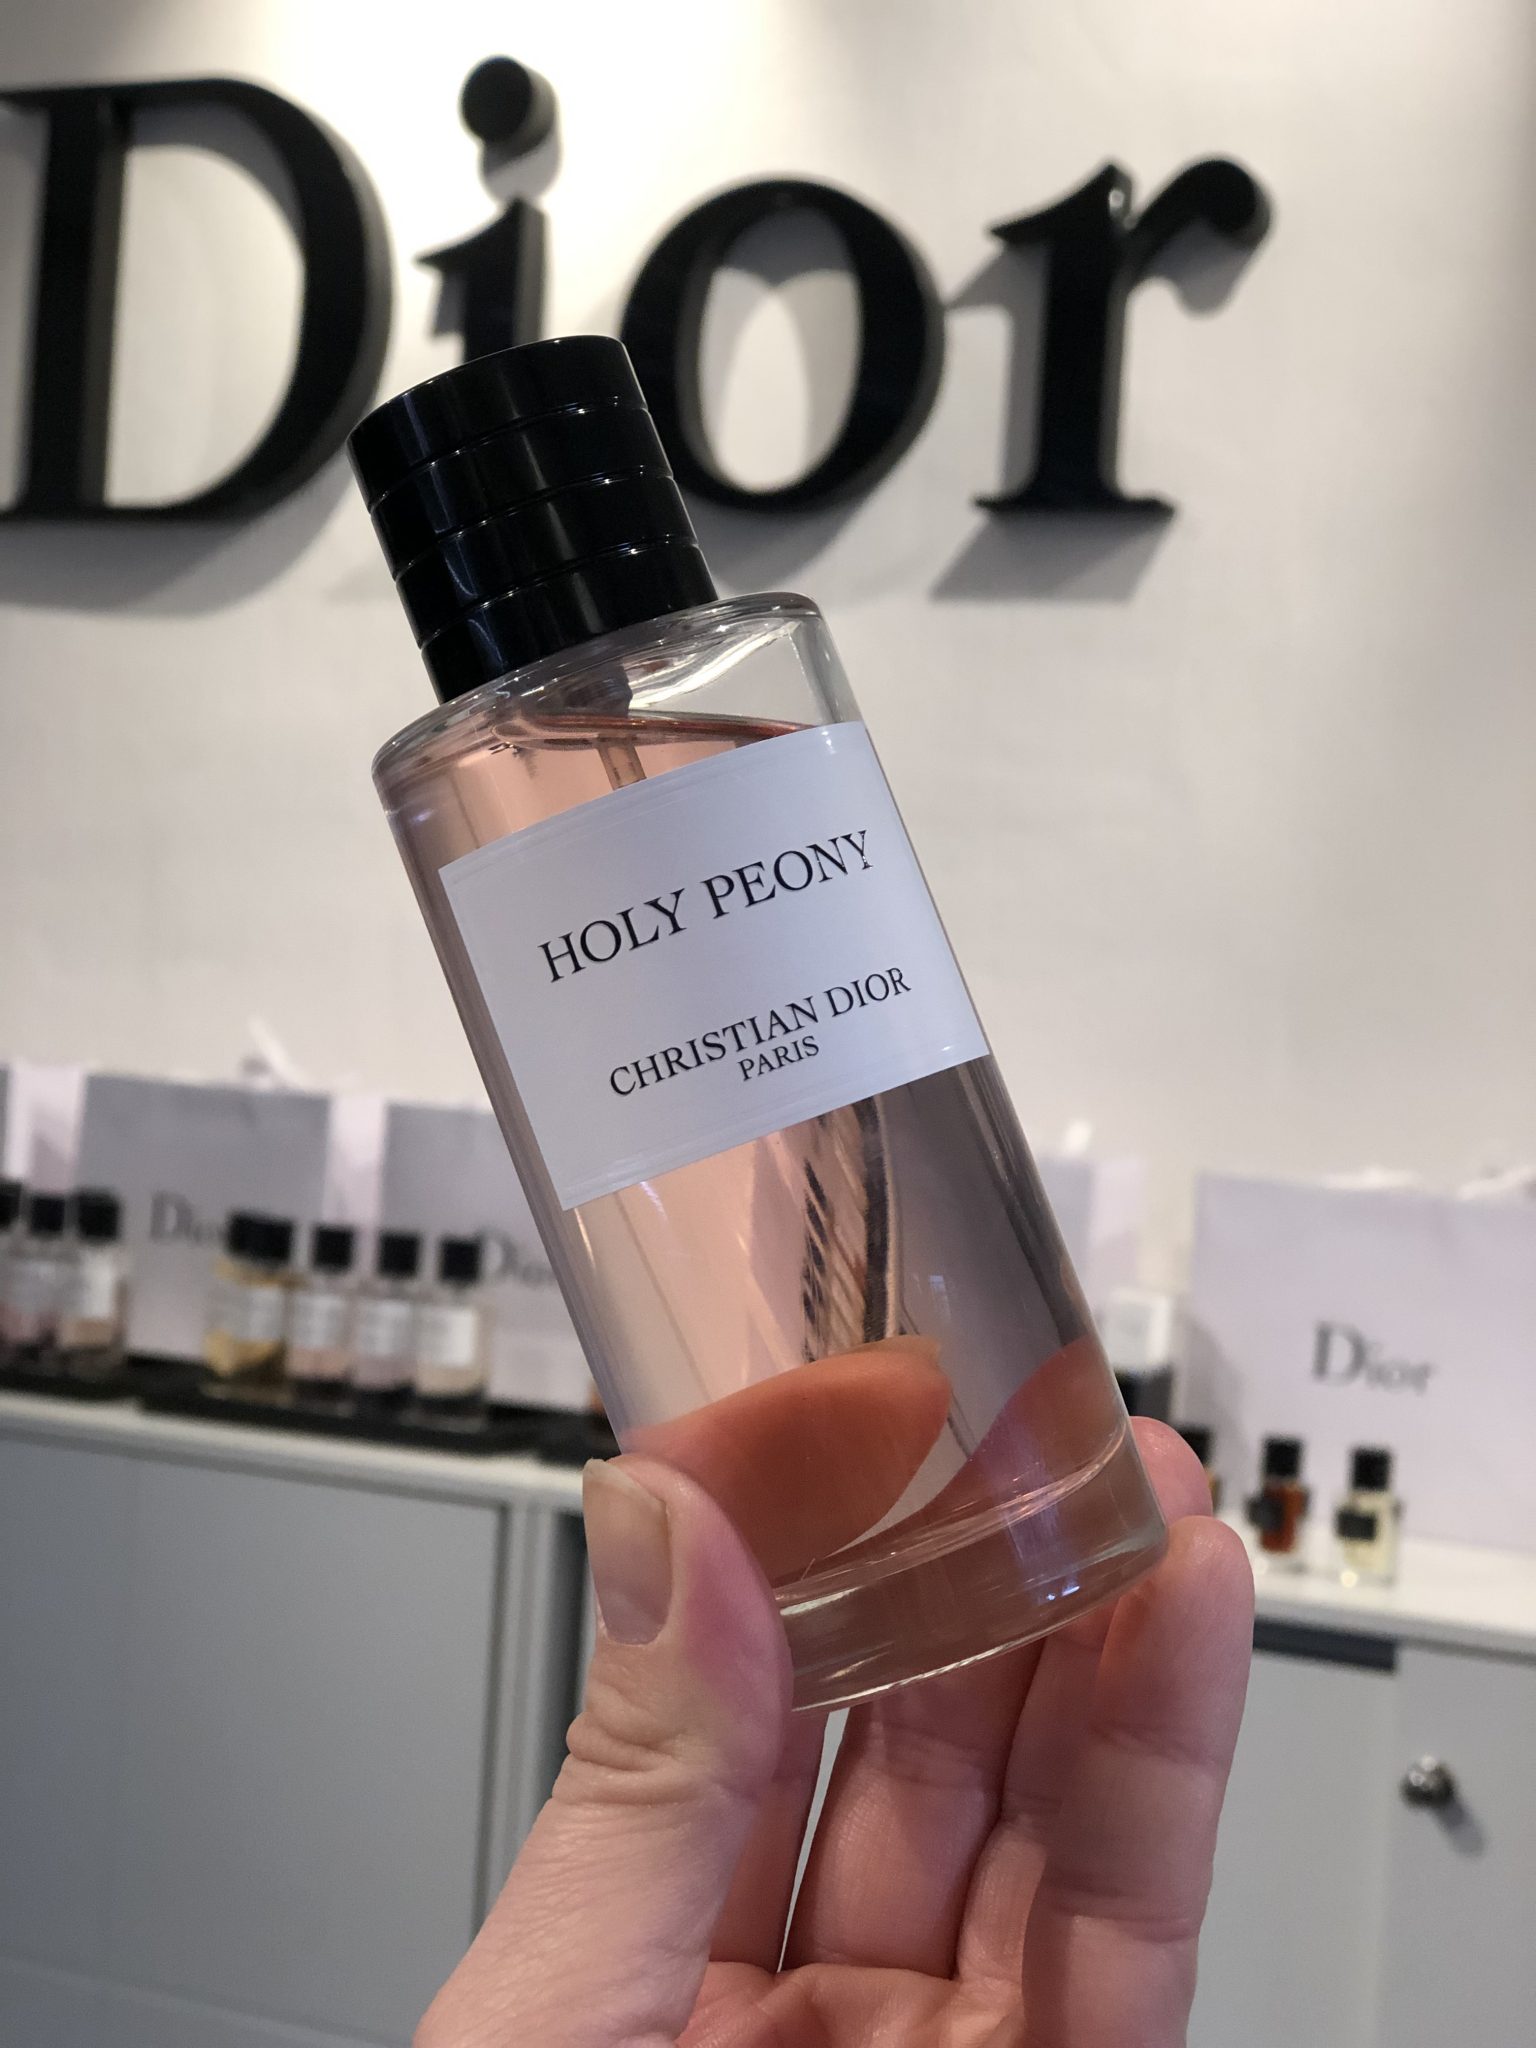 Dior
HOLY PEONY
CHRISTIAN DIOR
PARIS
Dior
Dior
Dior